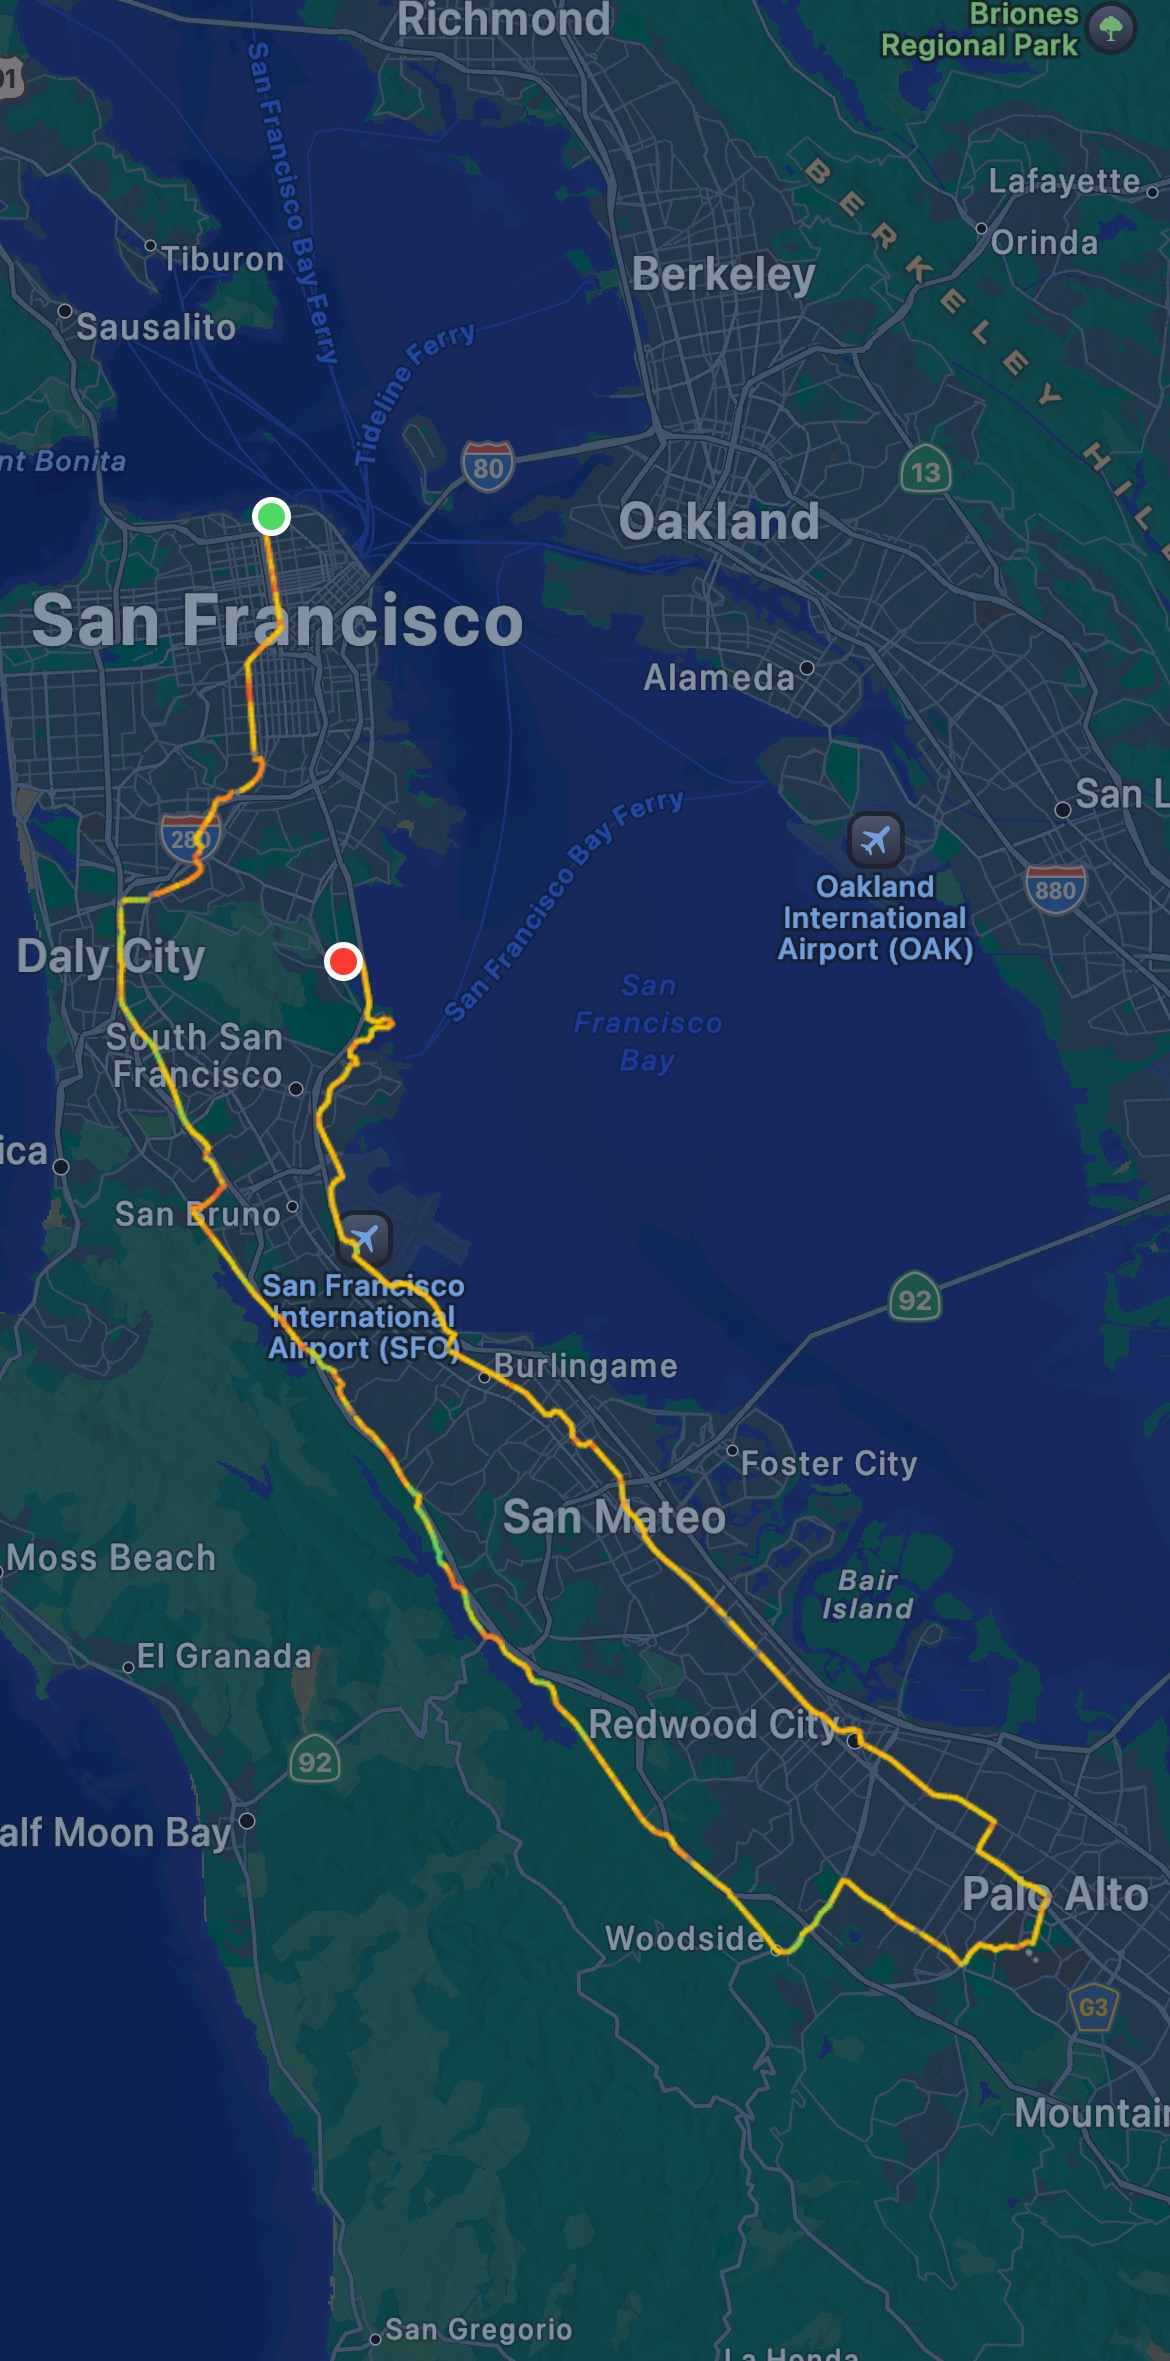 Richmond
Briones
Regional Park
01
San Francisco Bay Ferry
Lafayette
BERKELEY HILL
Orinda
Tiburon
Berkeley
Sausalito
Tideline Ferry
nt Bonita
80
13
Oakland
San Francisco
Alameda
San L
San Francisco Bay Ferry
280
Oakland
International
Airport (OAK)
880
Daly City
San
Francisco
Bay
South San
Francisco
ica
San Bruno
San Francisco
International
Airport (SFO)
92
Burlingame
Foster City
San Mateo
Moss Beach
Bair
Island
El Granada
Redwood City
92
alf Moon Bay
Palo Alto
Woodside
G3
Mountain
San Gregorio
La Honda